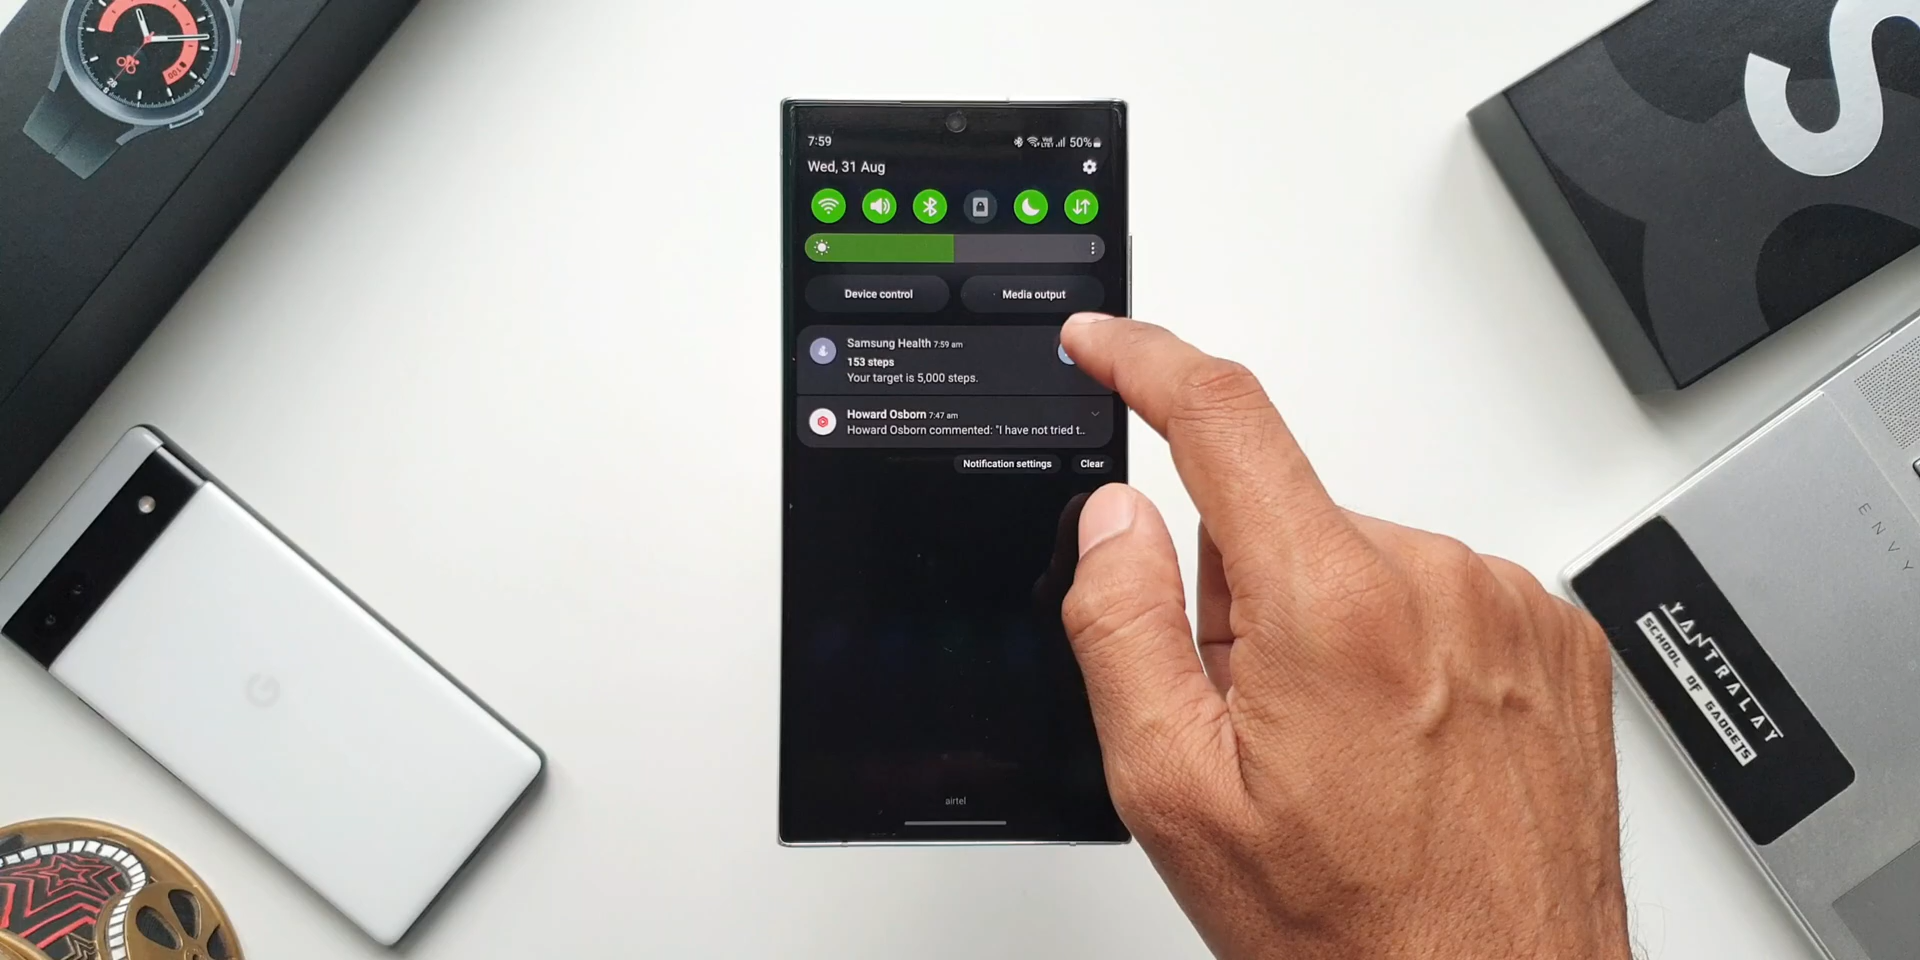 7:59
50%
Wed, 31 Aug
Device control
Media output
Samsung Health 7:59 am
153 steps
Your target is 5,000 steps.
Howard Osborn 7:47 am
Howard Osborn commented: "I have not tried t..
Notification settings
Clear
airtel
S
ENVY
YANTRALAY
SCHOOL OF GADGETS
G